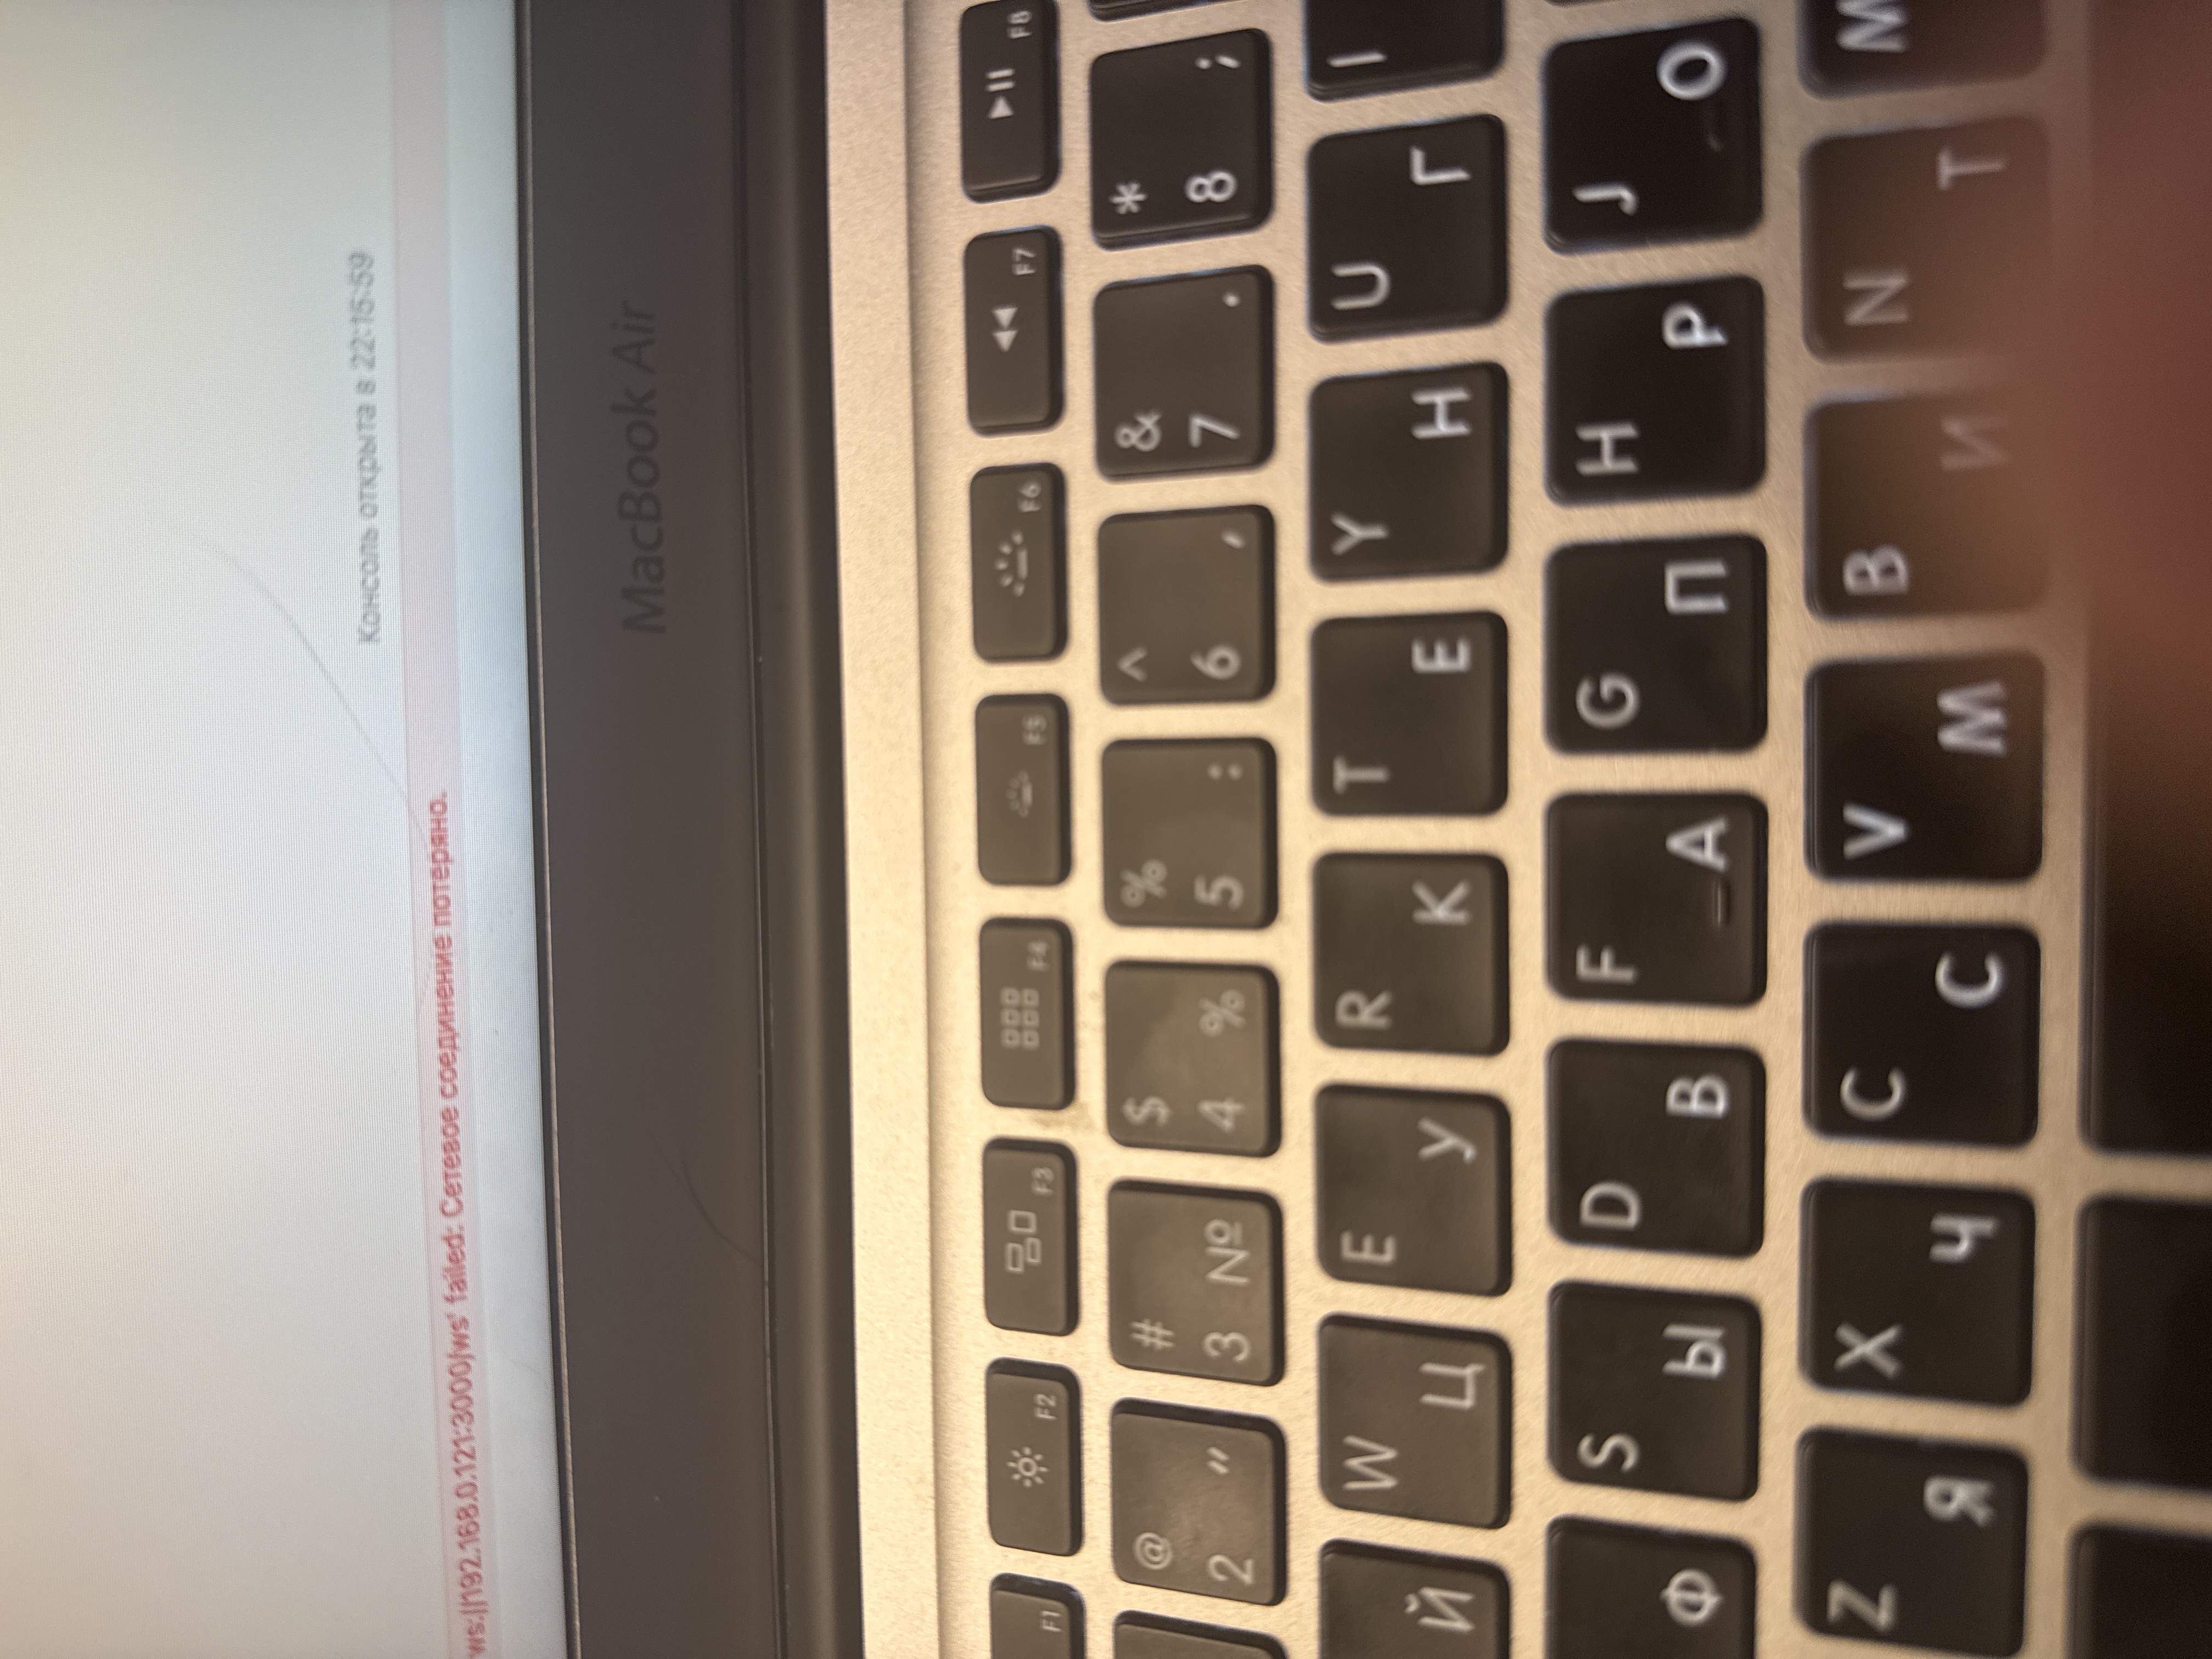 Консоль открыта в 22:15:59
ws://192.168.0.121:3000/ws' failed: Сетевое соединение потеряно.
MacBook Air
F1 F2 F3 F4 F5 F6 F7 F8
@ # $ % ^ & *
2 " 3 № 4 % 5 : 6 , 7 . 8 ;
W E R T Y U I
Й Ц У К Е Н Г
S D F G H J
Ф Ы В А П Р О
Z X C V B N M
Я Ч С М И Т